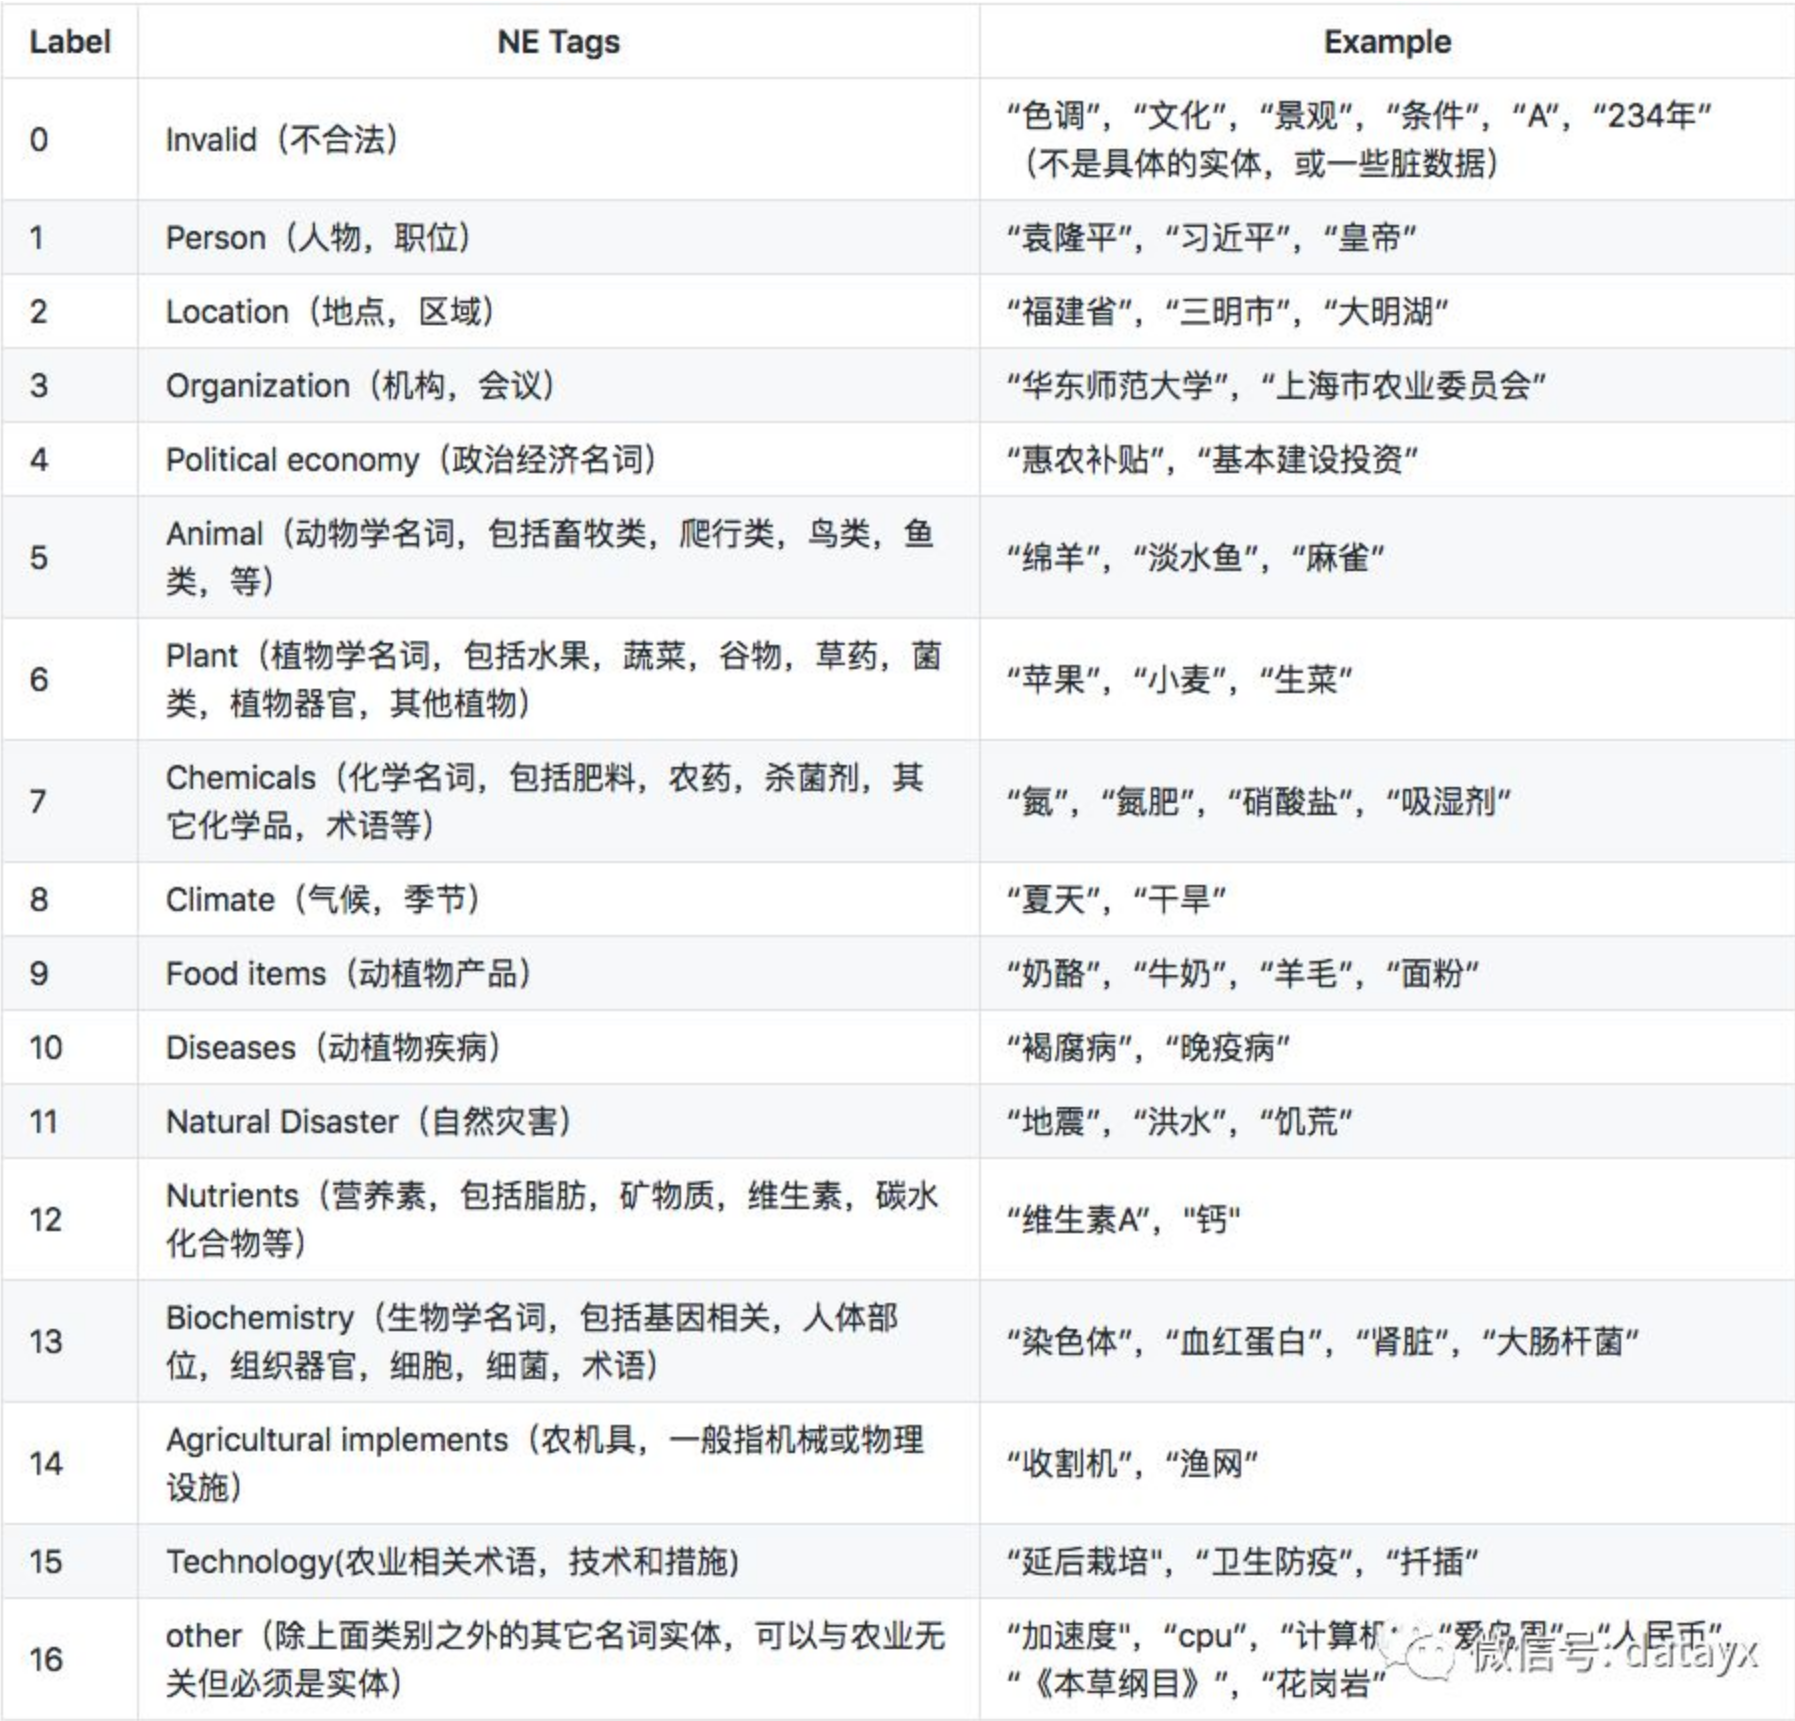 Label NE Tags Example
0 Invalid（不合法） “色调”，“文化”，“景观”，“条件”，“A”，“234年”
（不是具体的实体，或一些脏数据）
1 Person（人物，职位） “袁隆平”，“习近平”，“皇帝”
2 Location（地点，区域） “福建省”，“三明市”，“大明湖”
3 Organization（机构，会议） “华东师范大学”，“上海市农业委员会”
4 Political economy（政治经济名词） “惠农补贴”，“基本建设投资”
5 Animal（动物学名词，包括畜牧类，爬行类，鸟类，鱼
类，等） “绵羊”，“淡水鱼”，“麻雀”
6 Plant（植物学名词，包括水果，蔬菜，谷物，草药，菌
类，植物器官，其他植物） “苹果”，“小麦”，“生菜”
7 Chemicals（化学名词，包括肥料，农药，杀菌剂，其
它化学品，术语等） “氮”，“氮肥”，“硝酸盐”，“吸湿剂”
8 Climate（气候，季节） “夏天”，“干旱”
9 Food items（动植物产品） “奶酪”，“牛奶”，“羊毛”，“面粉”
10 Diseases（动植物疾病） “褐腐病”，“晚疫病”
11 Natural Disaster（自然灾害） “地震”，“洪水”，“饥荒”
12 Nutrients（营养素，包括脂肪，矿物质，维生素，碳水
化合物等） “维生素A”，"钙"
13 Biochemistry（生物学名词，包括基因相关，人体部
位，组织器官，细胞，细菌，术语） “染色体”，“血红蛋白”，“肾脏”，“大肠杆菌”
14 Agricultural implements（农机具，一般指机械或物理
设施） “收割机”，“渔网”
15 Technology(农业相关术语，技术和措施) “延后栽培"，“卫生防疫”，“扦插”
16 other（除上面类别之外的其它名词实体，可以与农业无
关但必须是实体） “加速度"，“cpu”，“计算机”，“爱鸟周”，“人民币”，
“《本草纲目》”，“花岗岩”
微信号: datayx